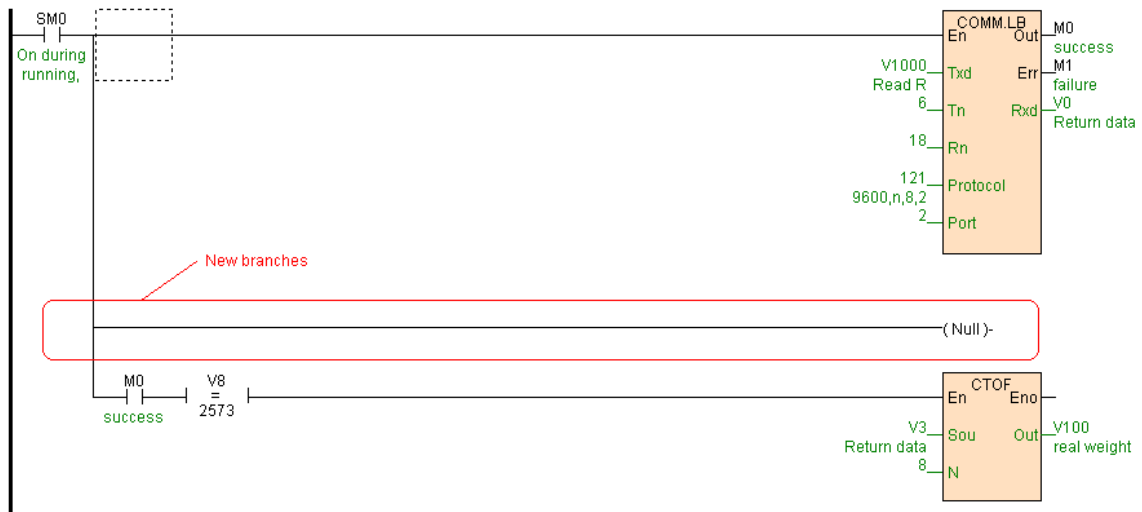 SM0
On during
running,
COMM.LB
En
Out
M0
success
V1000
Read R
Txd
Err
M1
failure
6
Tn
Rxd
V0
Return data
18
Rn
121
9600,n,8,2
Protocol
2
Port
New branches
( Null )-
M0
success
V8
=
2573
CTOF
En
Eno
V3
Return data
Sou
Out
V100
real weight
8
N